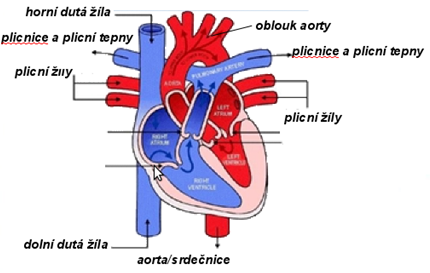 horní dutá žíla
plicnice a plicní tepny
oblouk aorty
plicnice a plicní tepny
plicní žíly
plicní žíly
AORTA
PULMONARY ARTERY
LEFT ATRIUM
RIGHT ATRIUM
LEFT VENTRICLE
RIGHT VENTRICLE
dolní dutá žíla
aorta/srdečnice